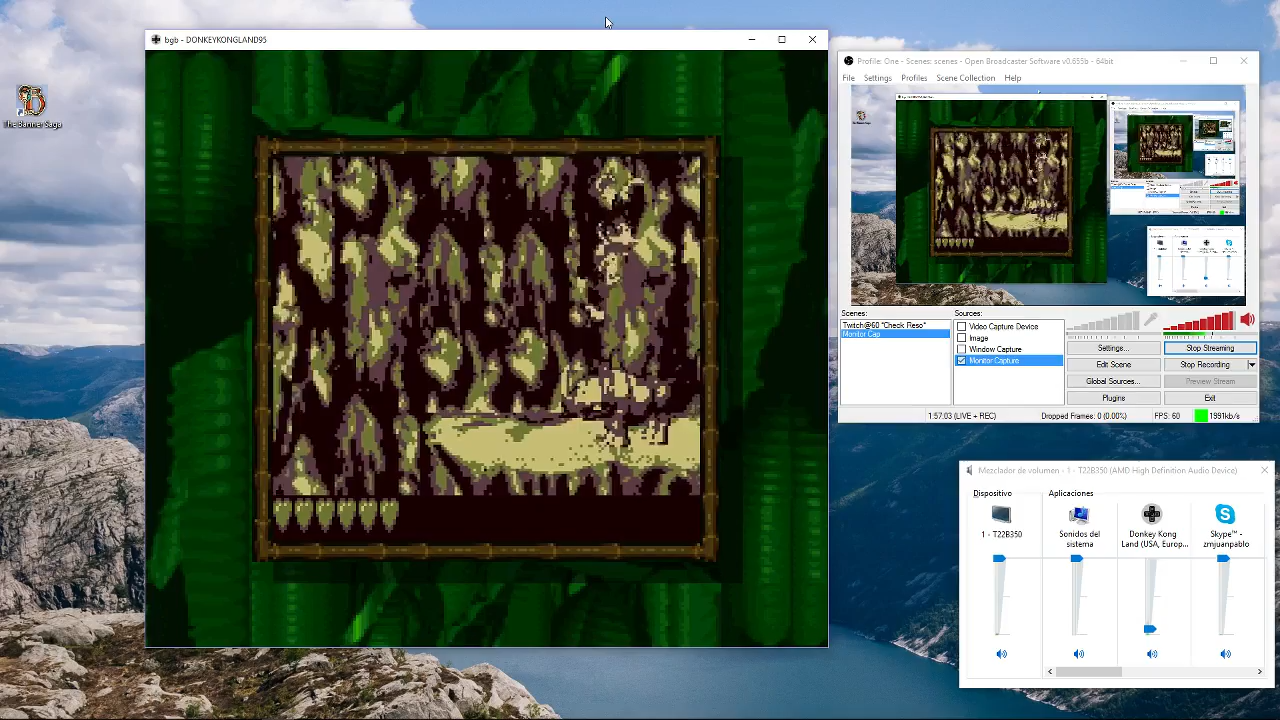 bgb - DONKEYKONGLAND95
The Banner Saga
Profile: One - Scenes: scenes - Open Broadcaster Software v0.655b - 64bit
File Settings Profiles Scene Collection Help
Scenes:
Twitch@60 "Check Reso"
Monitor Cap
Sources:
Video Capture Device
Image
Window Capture
Monitor Capture
Settings...
Stop Streaming
Edit Scene
Stop Recording
Global Sources...
Preview Stream
Plugins
Exit
1:57:03 (LIVE + REC)
Dropped Frames: 0 (0.00%)
FPS: 60
1991kb/s
Mezclador de volumen - 1 - T22B350 (AMD High Definition Audio Device)
Dispositivo
Aplicaciones
1 - T22B350
Sonidos del
sistema
Donkey Kong
Land (USA, Europ...
Skype™ -
zmjuanpablo